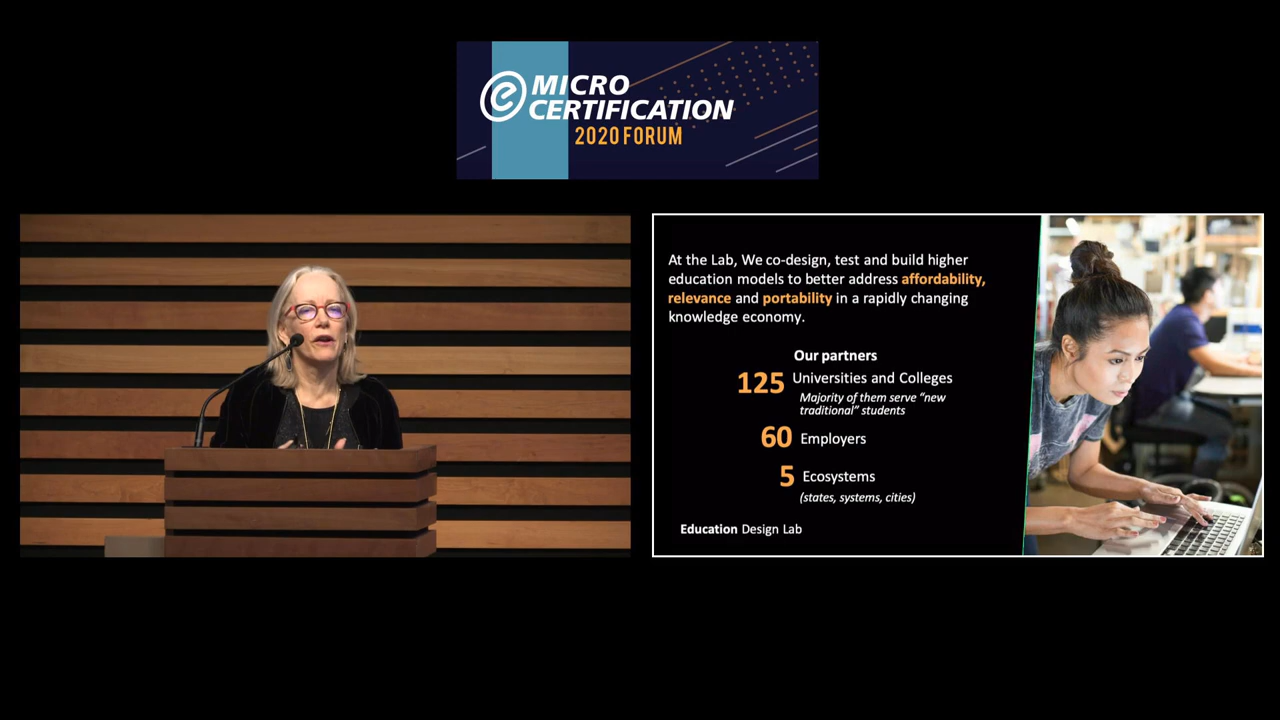 MICRO
CERTIFICATION
2020 FORUM
At the Lab, We co-design, test and build higher
education models to better address affordability,
relevance and portability in a rapidly changing
knowledge economy.
Our partners
125 Universities and Colleges
Majority of them serve “new
traditional” students
60 Employers
5 Ecosystems
(states, systems, cities)
Education Design Lab